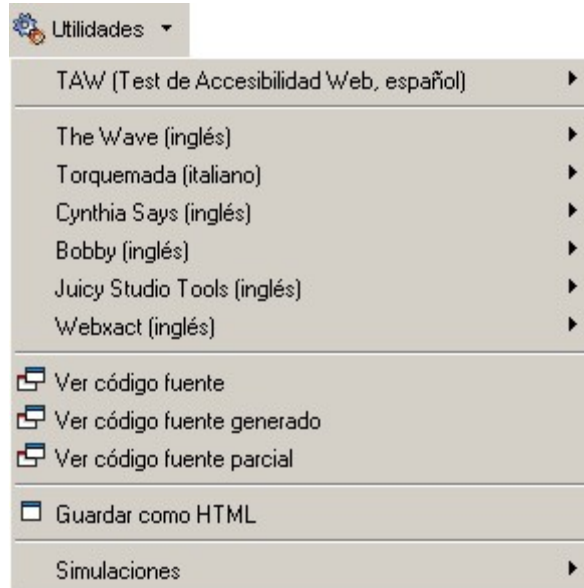 Utilidades
TAW (Test de Accesibilidad Web, español)
The Wave (inglés)
Torquemada (italiano)
Cynthia Says (inglés)
Bobby (inglés)
Juicy Studio Tools (inglés)
Webxact (inglés)
Ver código fuente
Ver código fuente generado
Ver código fuente parcial
Guardar como HTML
Simulaciones